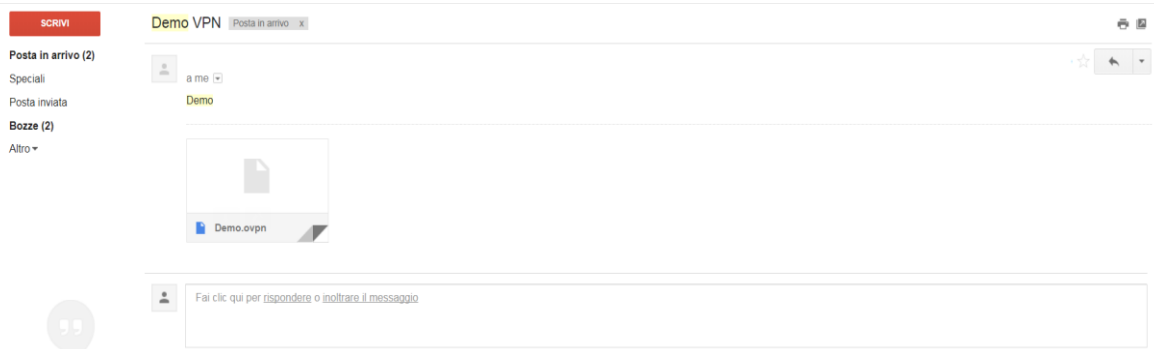 SCRIVI
Demo VPN Posta in arrivo x
Posta in arrivo (2)
Speciali
Posta inviata
Bozze (2)
Altro
a me
Demo
Demo.ovpn
Fai clic qui per rispondere o inoltrare il messaggio